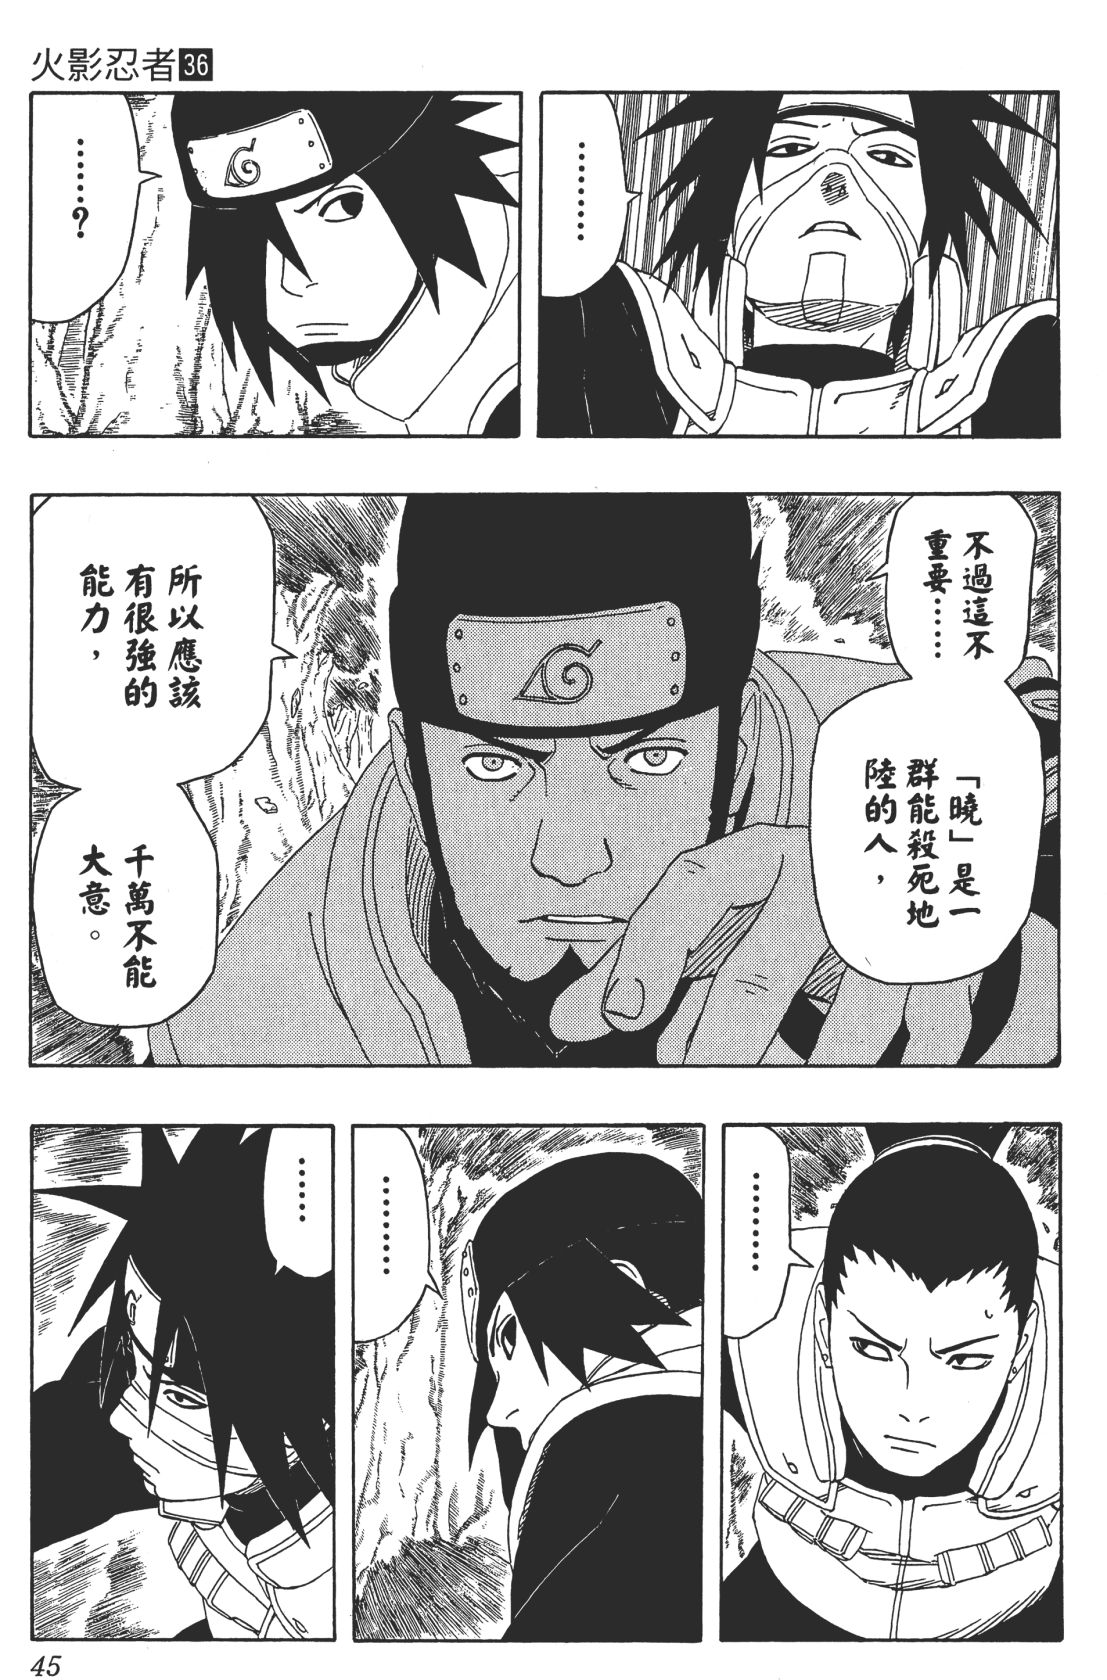 火影忍者36
………
……？
不過這不
重要……
「曉」是一
群能殺死地
陸的人，
所以應該
有很強的
能力，
千萬不能
大意。
………
………
……
45